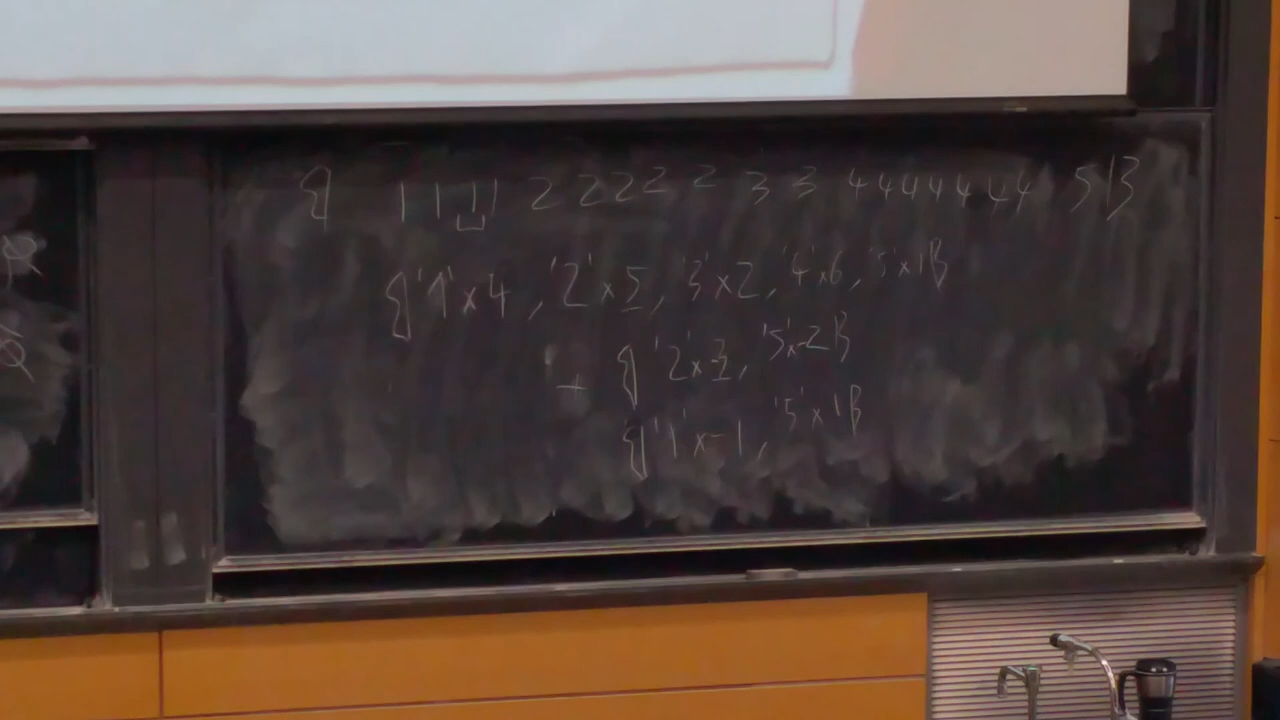 { 1 1 1 1 2 2 2 2 2 3 3 4 4 4 4 4 4 4 5 }
{ '1' x 4 , '2' x 5 , '3' x 2 , '4' x 6 , '5' x 1 }
+ { '2' x 3 , '5' x -2 }
{ '1' x -1 , '5' x 1 }